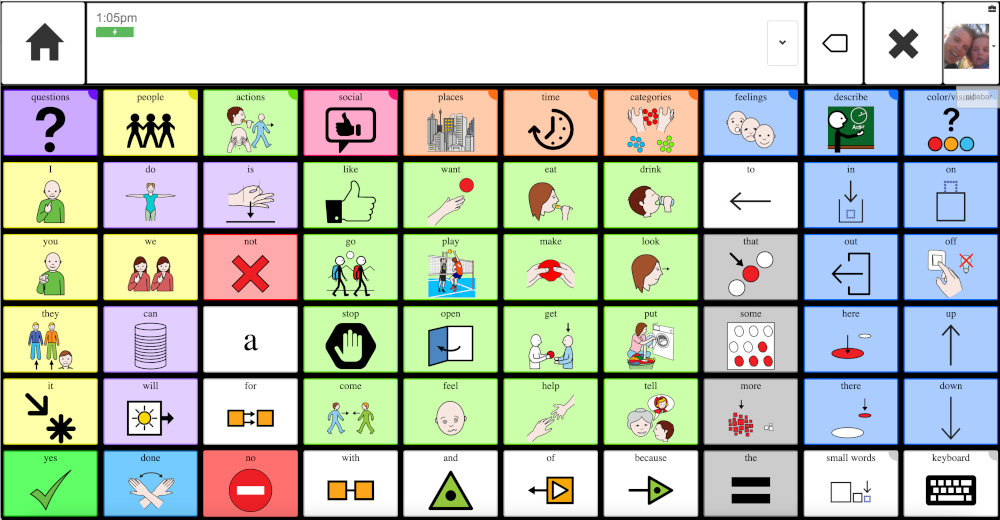 1:05pm
questions people actions social places time categories feelings describe
sidebar
I do is like want eat drink to in on
you we not go play make look that out off
they can a stop open get put some here up
it will for come feel help tell more there down
yes done no with and of because the small words keyboard